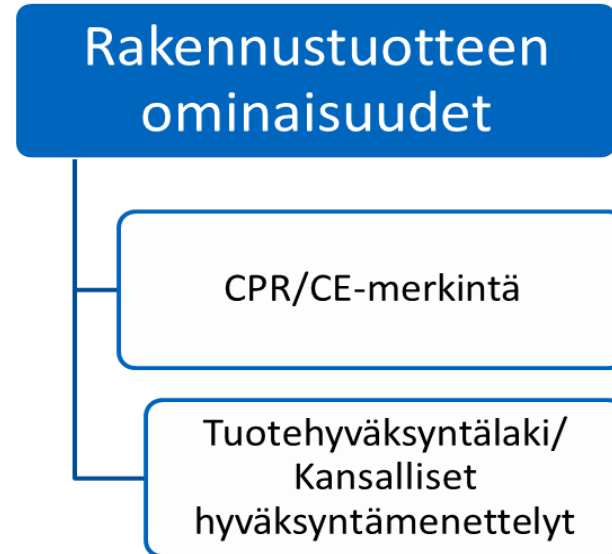 Rakennustuotteen
ominaisuudet
CPR/CE-merkintä
Tuotehyväksyntälaki/
Kansalliset
hyväksyntämenettelyt